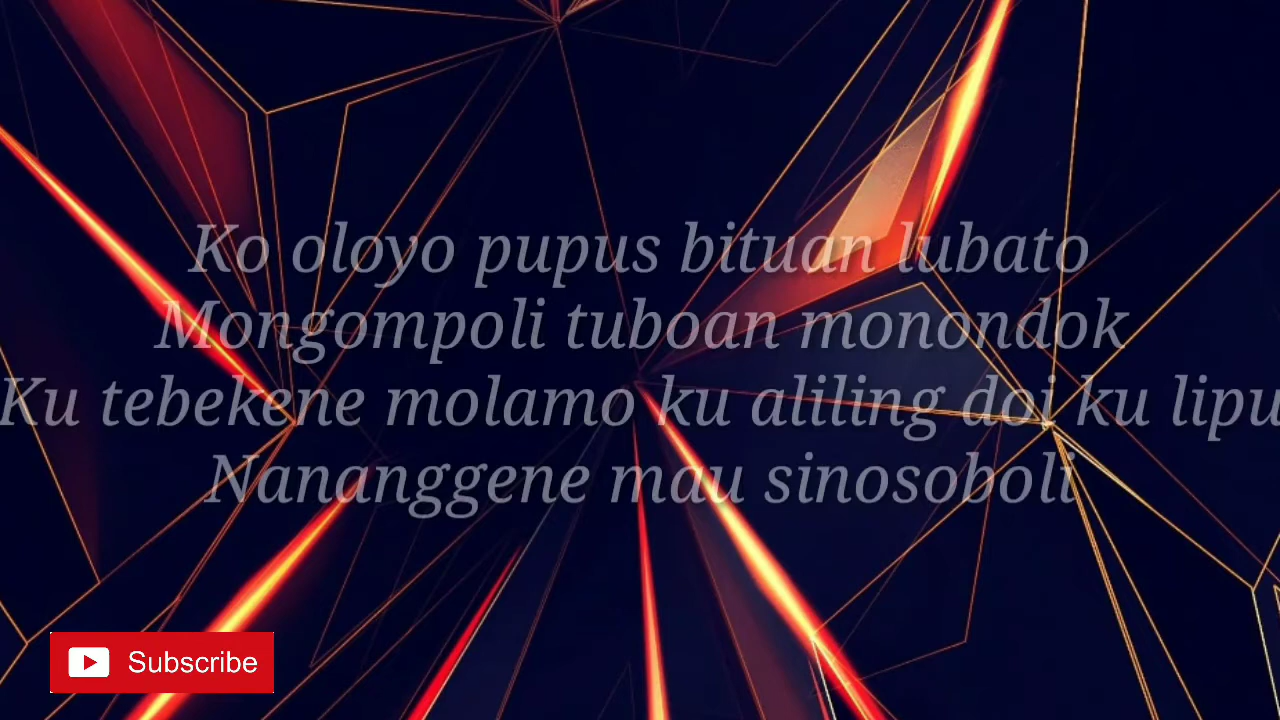 Ko oloyo pupus bituan lubato
Mongompoli tuboan monondok
Ku tebekene molamo ku aliling doi ku lipu
Nananggene mau sinosoboli
Subscribe